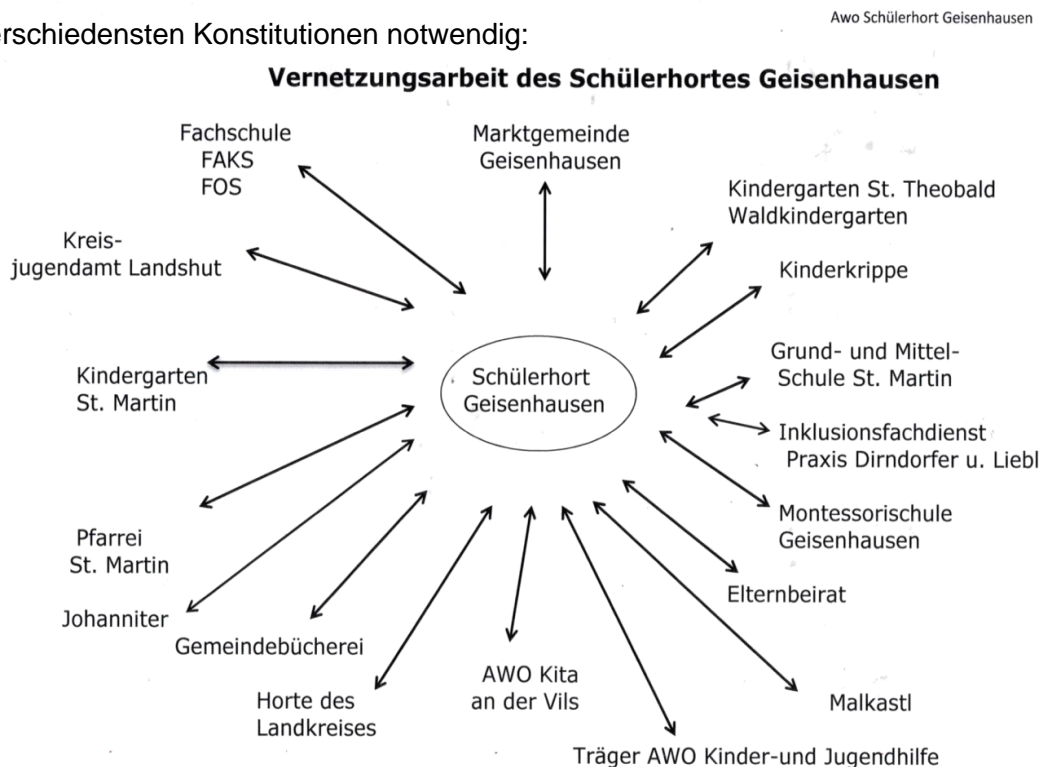 Awo Schülerhort Geisenhausen
erschiedensten Konstitutionen notwendig:
Vernetzungsarbeit des Schülerhortes Geisenhausen
Fachschule
FAKS
FOS
Marktgemeinde
Geisenhausen
Kindergarten St. Theobald
Waldkindergarten
Kreis-
jugendamt Landshut
Kinderkrippe
Kindergarten
St. Martin
Schülerhort
Geisenhausen
Grund- und Mittel-
Schule St. Martin
Inklusionsfachdienst
Praxis Dirndorfer u. Liebl
Montessorischule
Geisenhausen
Pfarrei
St. Martin
Elternbeirat
Johanniter
Gemeindebücherei
Horte des
Landkreises
AWO Kita
an der Vils
Malkastl
Träger AWO Kinder-und Jugendhilfe